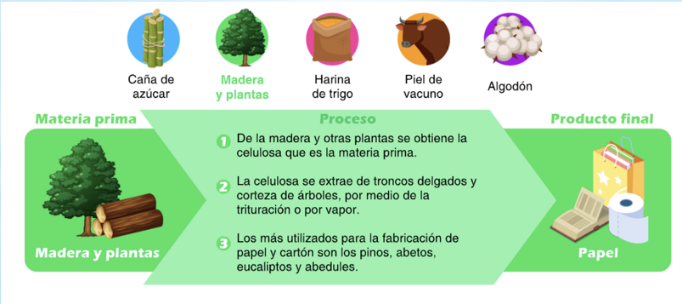 Caña de
azúcar
Madera
y plantas
Harina
de trigo
Piel de
vacuno
Algodón
Materia prima
Proceso
Producto final
1 De la madera y otras plantas se obtiene la
celulosa que es la materia prima.
2 La celulosa se extrae de troncos delgados y
corteza de árboles, por medio de la
trituración o por vapor.
3 Los más utilizados para la fabricación de
papel y cartón son los pinos, abetos,
eucaliptos y abedules.
Madera y plantas
Papel